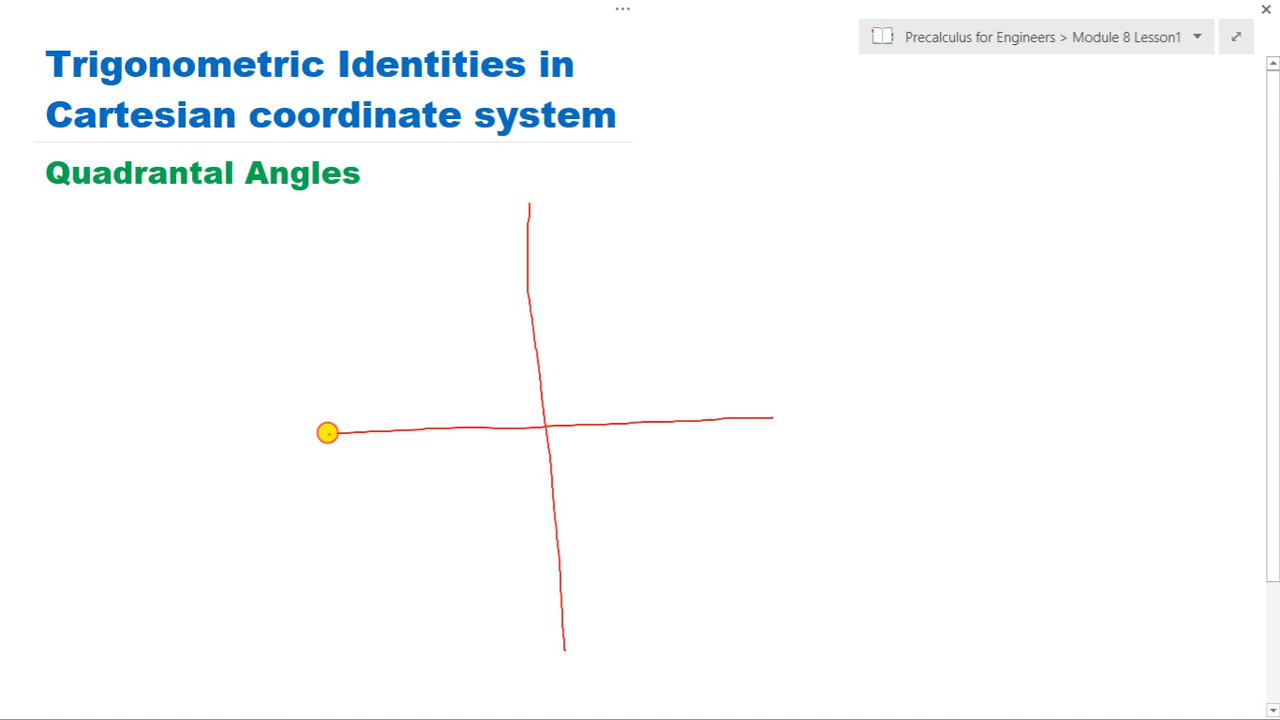 ...
Precalculus for Engineers > Module 8 Lesson1
Trigonometric Identities in
Cartesian coordinate system
Quadrantal Angles